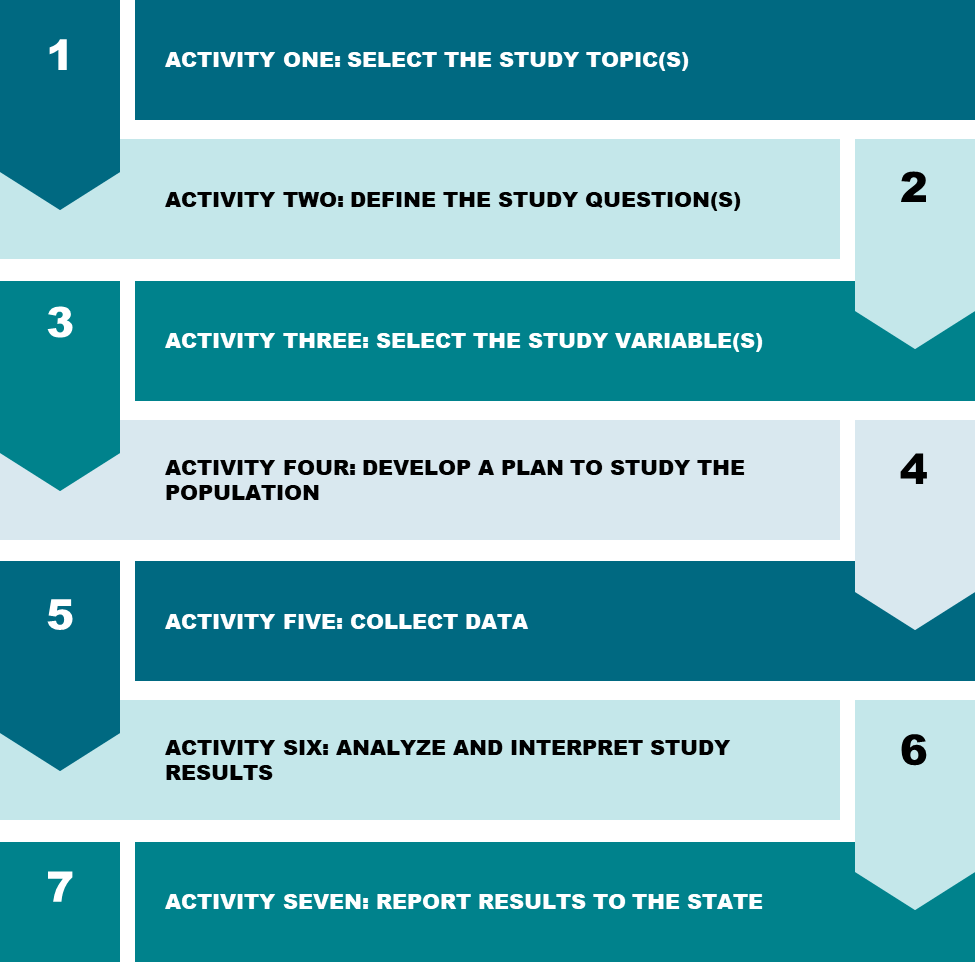 1
ACTIVITY ONE: SELECT THE STUDY TOPIC(S)
ACTIVITY TWO: DEFINE THE STUDY QUESTION(S)
2
3
ACTIVITY THREE: SELECT THE STUDY VARIABLE(S)
ACTIVITY FOUR: DEVELOP A PLAN TO STUDY THE
POPULATION
4
5
ACTIVITY FIVE: COLLECT DATA
ACTIVITY SIX: ANALYZE AND INTERPRET STUDY
RESULTS
6
7
ACTIVITY SEVEN: REPORT RESULTS TO THE STATE